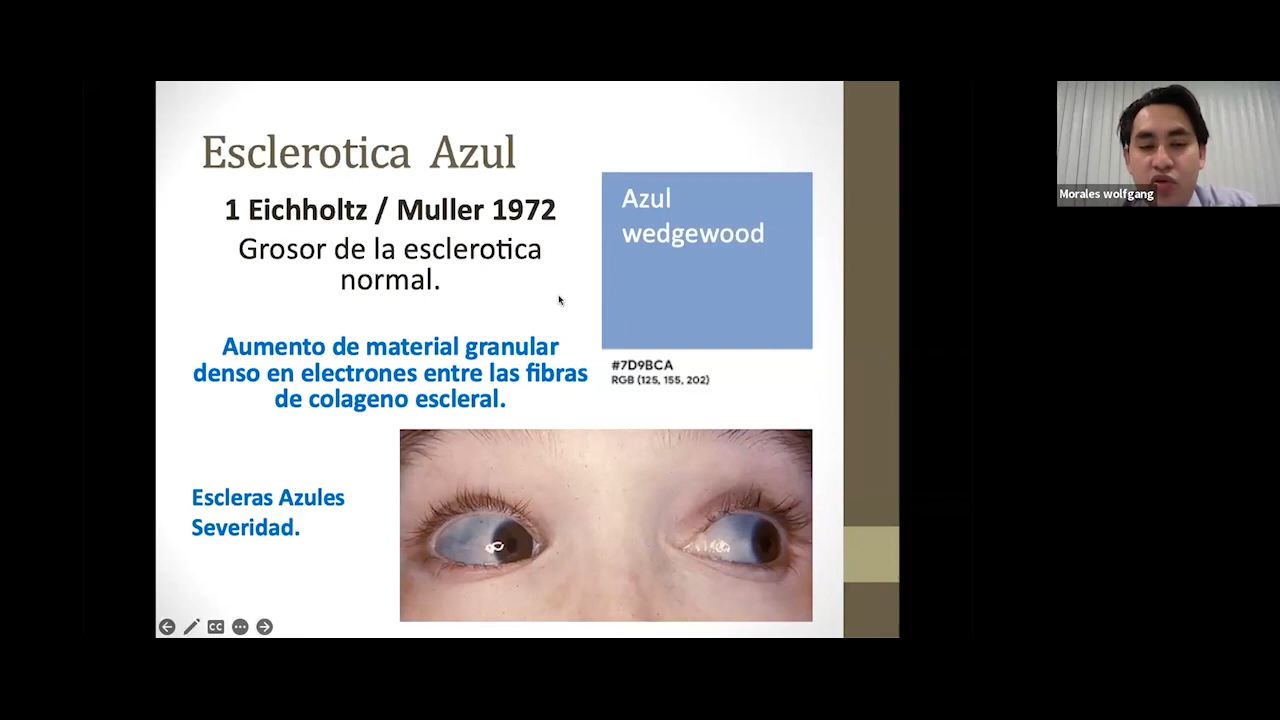 Esclerotica Azul
1 Eichholtz / Muller 1972
Grosor de la esclerotica
normal.
Aumento de material granular
denso en electrones entre las fibras
de colageno escleral.
Azul
wedgewood
#7D9BCA
RGB (125, 155, 202)
Escleras Azules
Severidad.
CC
Morales wolfgang